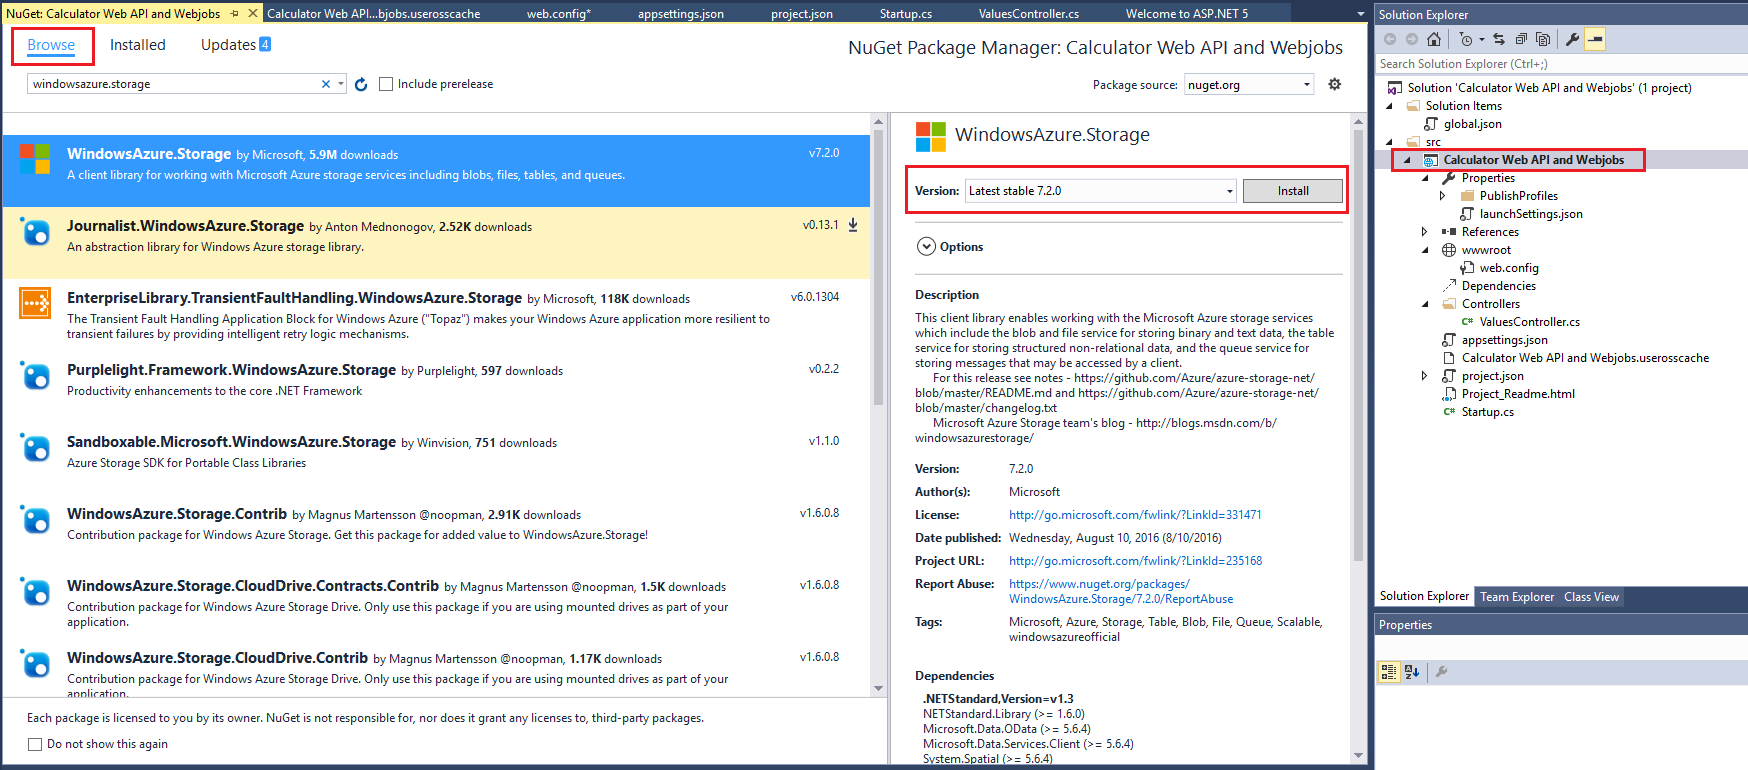 NuGet: Calculator Web API and Webjobs
Calculator Web API...bjobs.userosscache
web.config*
appsettings.json
project.json
Startup.cs
ValuesController.cs
Welcome to ASP.NET 5
Browse
Installed
Updates 4
NuGet Package Manager: Calculator Web API and Webjobs
windowsazure.storage
Include prerelease
Package source: nuget.org
WindowsAzure.Storage by Microsoft, 5.9M downloads
v7.2.0
A client library for working with Microsoft Azure storage services including blobs, files, tables, and queues.
Journalist.WindowsAzure.Storage by Anton Mednonogov, 2.52K downloads
v0.13.1
An abstraction library for Windows Azure storage library.
EnterpriseLibrary.TransientFaultHandling.WindowsAzure.Storage by Microsoft, 118K downloads
v6.0.1304
The Transient Fault Handling Application Block for Windows Azure ("Topaz") makes your Windows Azure application more resilient to
transient failures by providing intelligent retry logic mechanisms.
Purplelight.Framework.WindowsAzure.Storage by Purplelight, 597 downloads
v0.2.2
Productivity enhancements to the core .NET Framework
Sandboxable.Microsoft.WindowsAzure.Storage by Winvision, 751 downloads
v1.1.0
Azure Storage SDK for Portable Class Libraries
WindowsAzure.Storage.Contrib by Magnus Martensson @noopman, 2.91K downloads
v1.6.0.8
Contribution package for Windows Azure Storage. Get this package for added value to WindowsAzure.Storage!
WindowsAzure.Storage.CloudDrive.Contracts.Contrib by Magnus Martensson @noopman, 1.5K downloads
v1.6.0.8
Contribution package for Windows Azure Storage Drive. Only use this package if you are using mounted drives as part of your
application.
WindowsAzure.Storage.CloudDrive.Contrib by Magnus Martensson @noopman, 1.17K downloads
v1.6.0.8
Contribution package for Windows Azure Storage Drive. Only use this package if you are using mounted drives as part of your
application.
Each package is licensed to you by its owner. NuGet is not responsible for, nor does it grant any licenses to, third-party packages.
Do not show this again
WindowsAzure.Storage
Version: Latest stable 7.2.0
Install
Options
Description
This client library enables working with the Microsoft Azure storage services
which include the blob and file service for storing binary and text data, the table
service for storing structured non-relational data, and the queue service for
storing messages that may be accessed by a client.
For this release see notes - https://github.com/Azure/azure-storage-net/
blob/master/README.md and https://github.com/Azure/azure-storage-net/
blob/master/changelog.txt
Microsoft Azure Storage team's blog - http://blogs.msdn.com/b/
windowsazurestorage/
Version: 7.2.0
Author(s): Microsoft
License: http://go.microsoft.com/fwlink/?LinkId=331471
Date published: Wednesday, August 10, 2016 (8/10/2016)
Project URL: http://go.microsoft.com/fwlink/?LinkId=235168
Report Abuse: https://www.nuget.org/packages/
WindowsAzure.Storage/7.2.0/ReportAbuse
Tags: Microsoft, Azure, Storage, Table, Blob, File, Queue, Scalable,
windowsazureofficial
Dependencies
.NETStandard,Version=v1.3
NETStandard.Library (>= 1.6.0)
Microsoft.Data.OData (>= 5.6.4)
Microsoft.Data.Services.Client (>= 5.6.4)
System.Spatial (>= 5.6.4)
Solution Explorer
Search Solution Explorer (Ctrl+;)
Solution 'Calculator Web API and Webjobs' (1 project)
Solution Items
global.json
src
Calculator Web API and Webjobs
Properties
PublishProfiles
launchSettings.json
References
wwwroot
web.config
Dependencies
Controllers
C# ValuesController.cs
appsettings.json
Calculator Web API and Webjobs.userosscache
project.json
Project_Readme.html
C# Startup.cs
Solution Explorer
Team Explorer
Class View
Properties